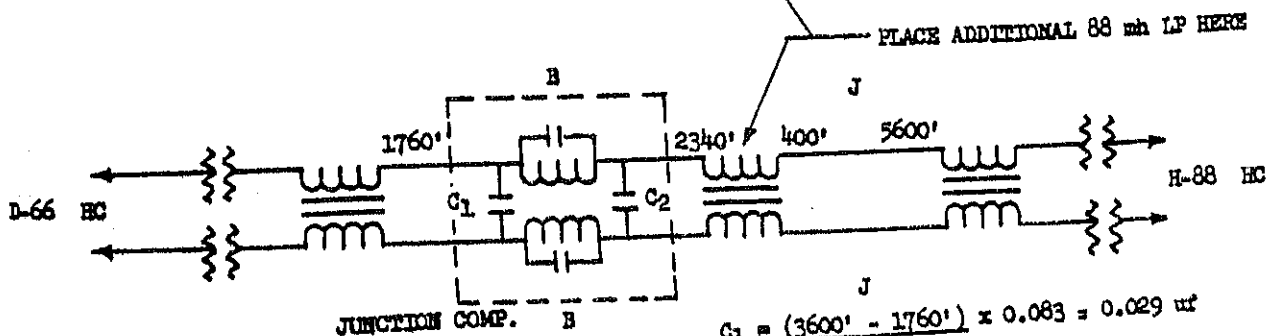 PLACE ADDITIONAL 88 mh LP HERE
B
J
1760'
2340'
400'
5600'
D-66 HC
C1
C2
H-88 HC
JUNCTION COMP.
B
J
C1 = (3600' - 1760') x 0.083 = 0.029 uf